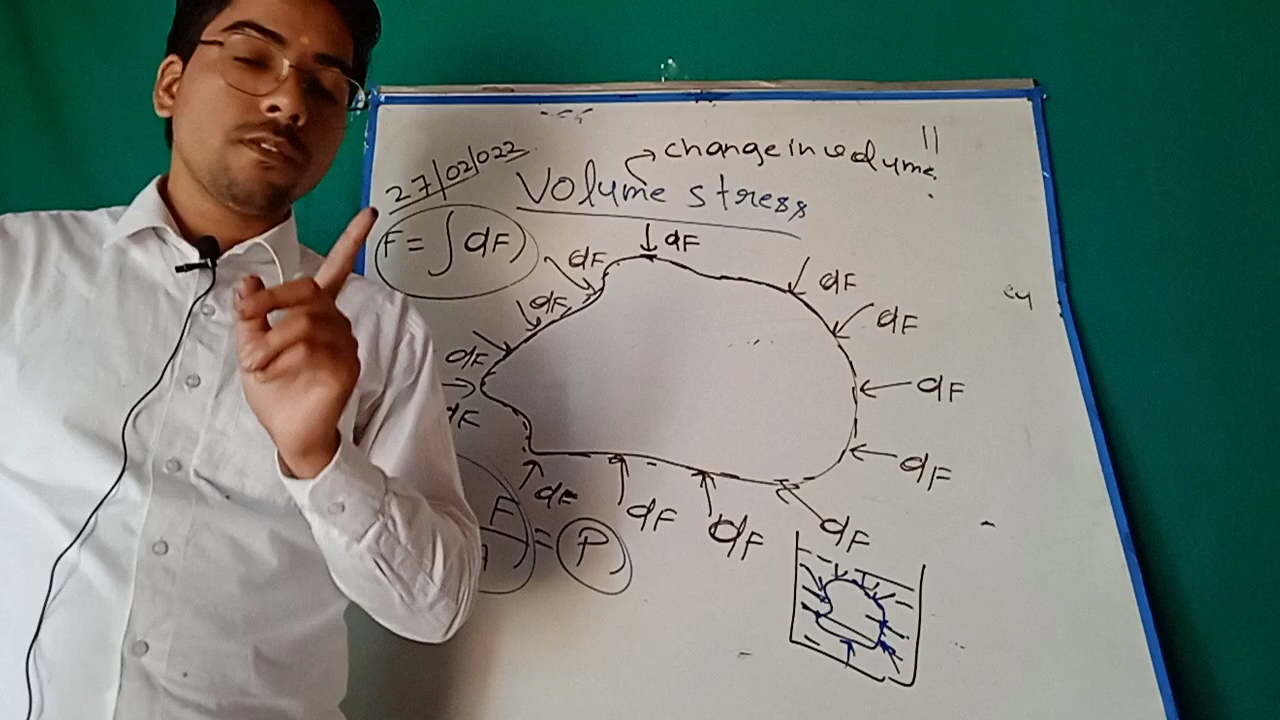 change in volume
!!
27/02/022
Volume stress
F = ∫ dF
dF
dF
dF
dF
dF
dF
dF
dF
dF
dF
dF
dF
dF
F
= P